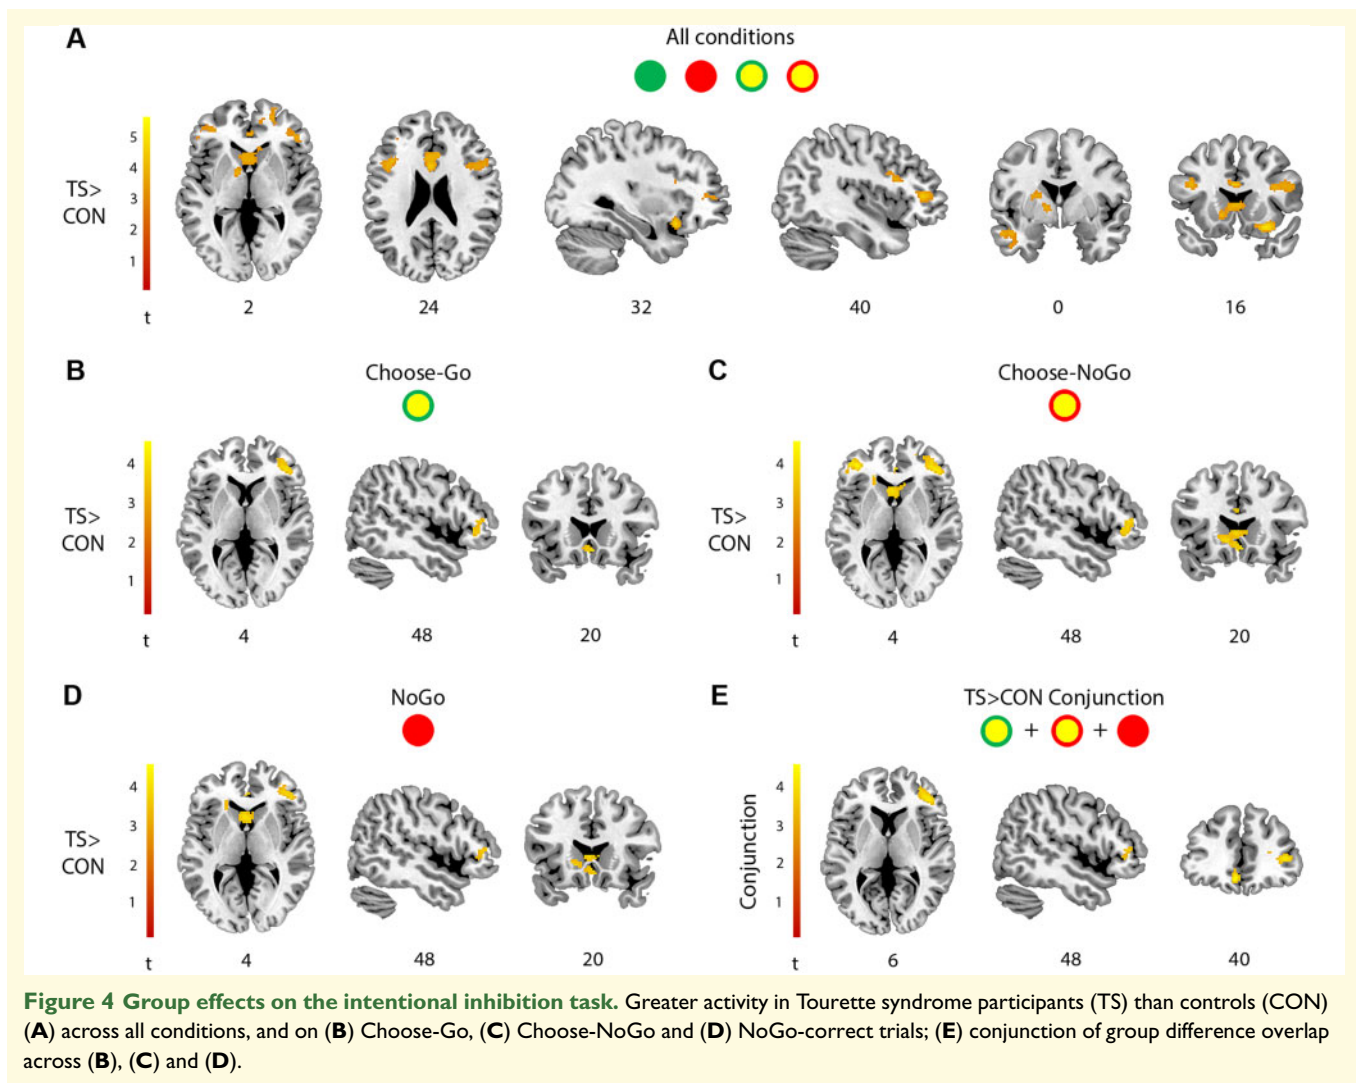 A
All conditions
5
4
3
2
1
t
TS>
CON
2
24
32
40
0
16
B
Choose-Go
4
3
2
1
t
TS>
CON
4
48
20
C
Choose-NoGo
4
3
2
1
t
TS>
CON
4
48
20
D
NoGo
4
3
2
1
t
TS>
CON
4
48
20
E
TS>CON Conjunction
+ +
4
3
2
1
t
Conjunction
6
48
40
Figure 4 Group effects on the intentional inhibition task. Greater activity in Tourette syndrome participants (TS) than controls (CON)
(A) across all conditions, and on (B) Choose-Go, (C) Choose-NoGo and (D) NoGo-correct trials; (E) conjunction of group difference overlap
across (B), (C) and (D).